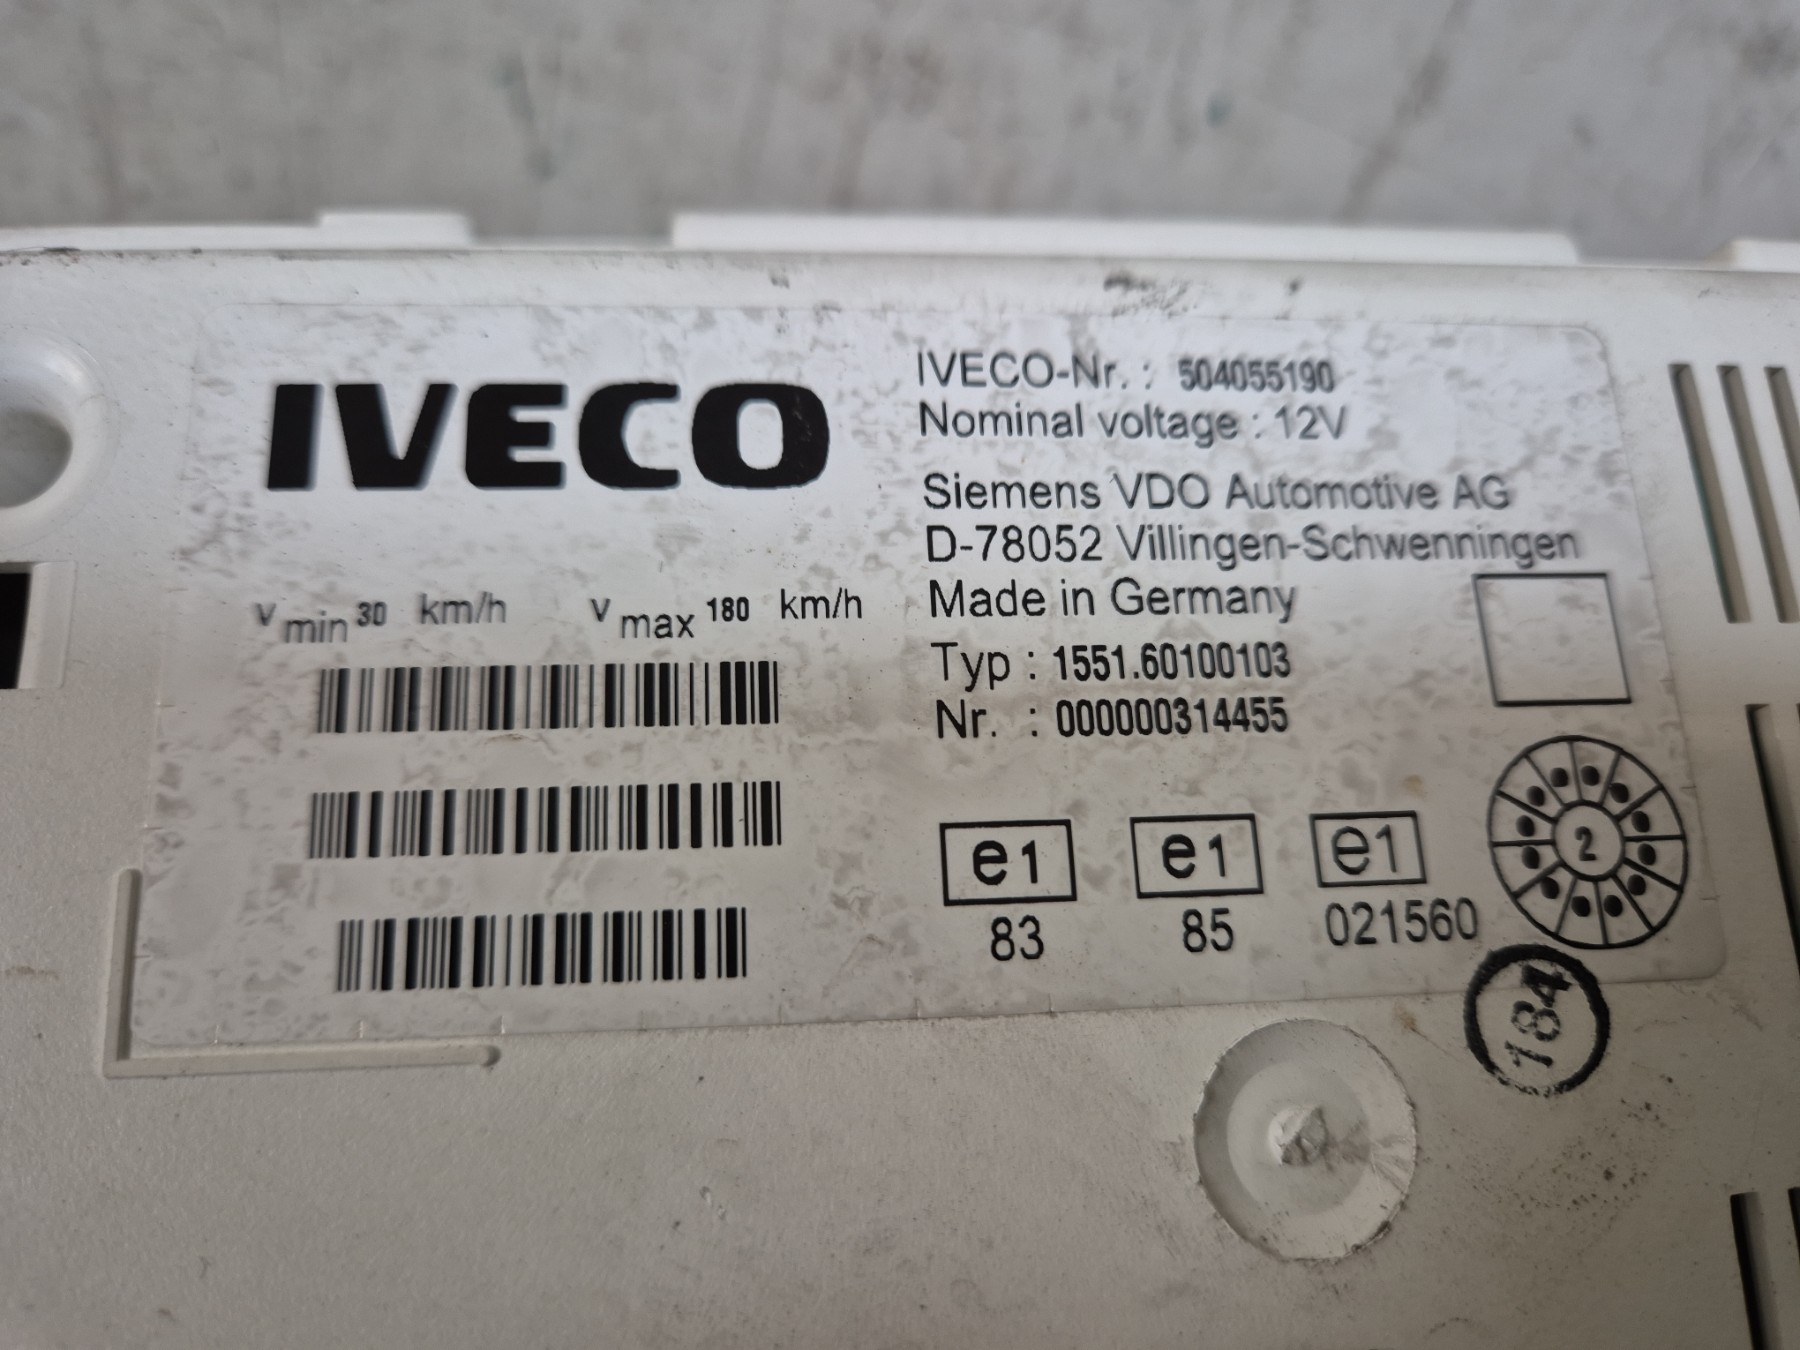 IVECO
IVECO-Nr. : 504055190
Nominal voltage : 12V
Siemens VDO Automotive AG
D-78052 Villingen-Schwenningen
Made in Germany
v min 30 km/h v max 180 km/h
Typ : 1551.60100103
Nr. : 000000314455
e1 e1 e1
83 85 021560
2
184